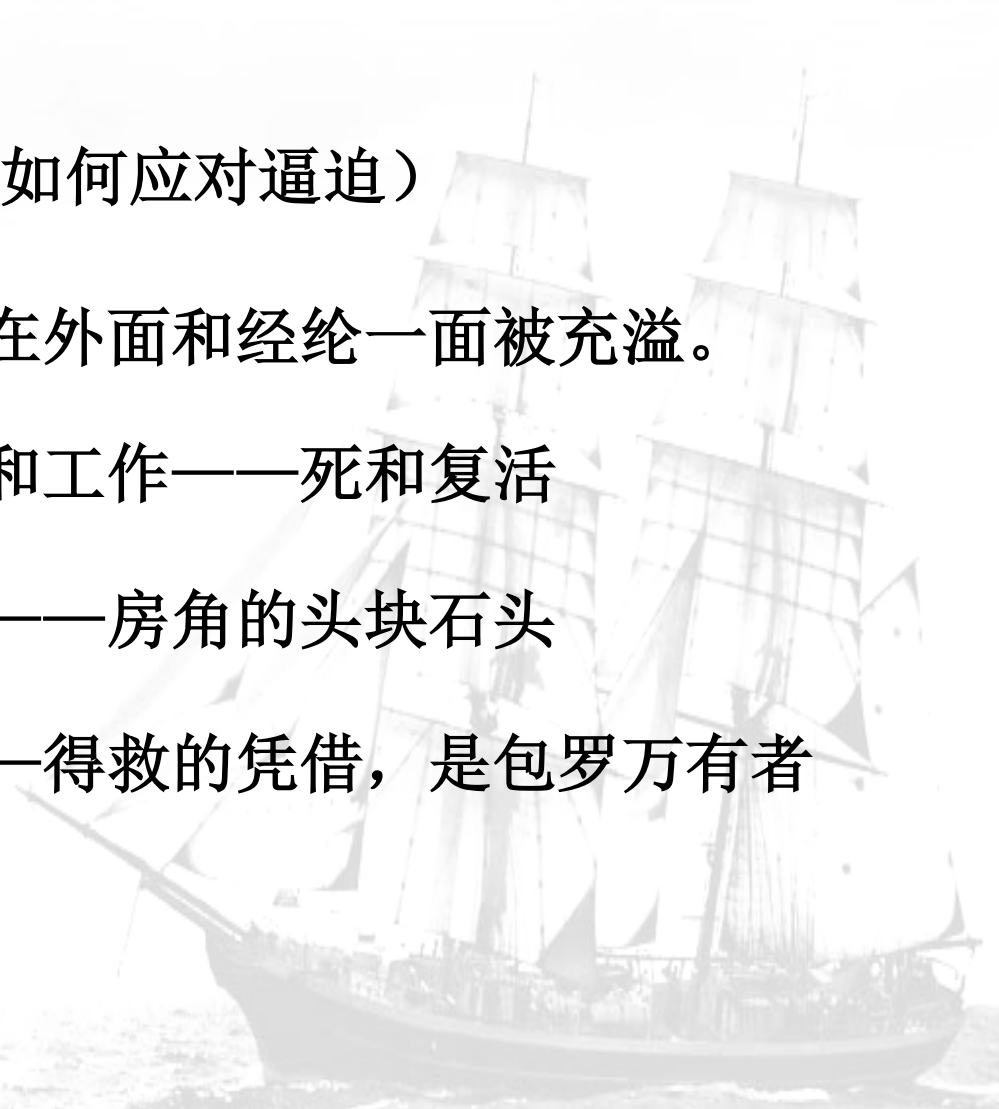 如何应对逼迫）
在外面和经纶一面被充溢。
和工作——死和复活
——房角的头块石头
—得救的凭借，是包罗万有者